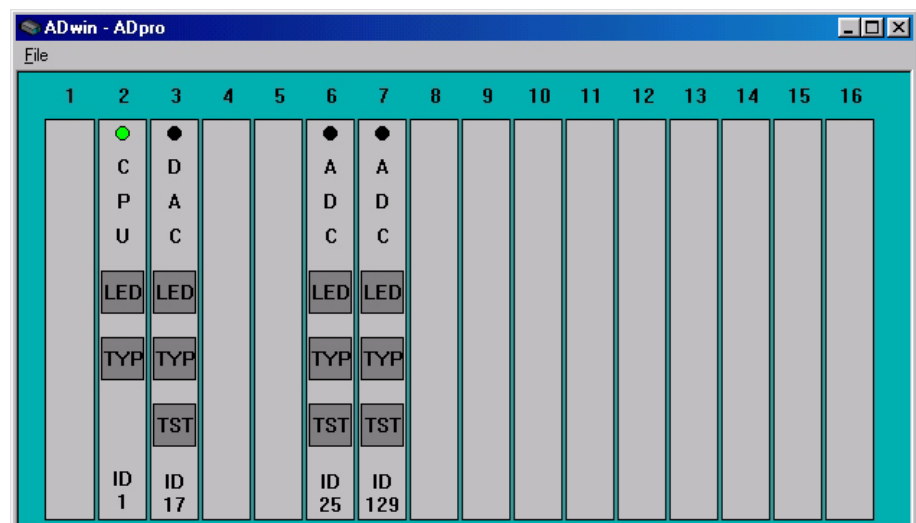 ADwin - ADpro
File
1 2 3 4 5 6 7 8 9 10 11 12 13 14 15 16
C D A A
P A D D
U C C C
LED LED LED LED
TYP TYP TYP TYP
TST TST TST
ID ID ID ID
1 17 25 129